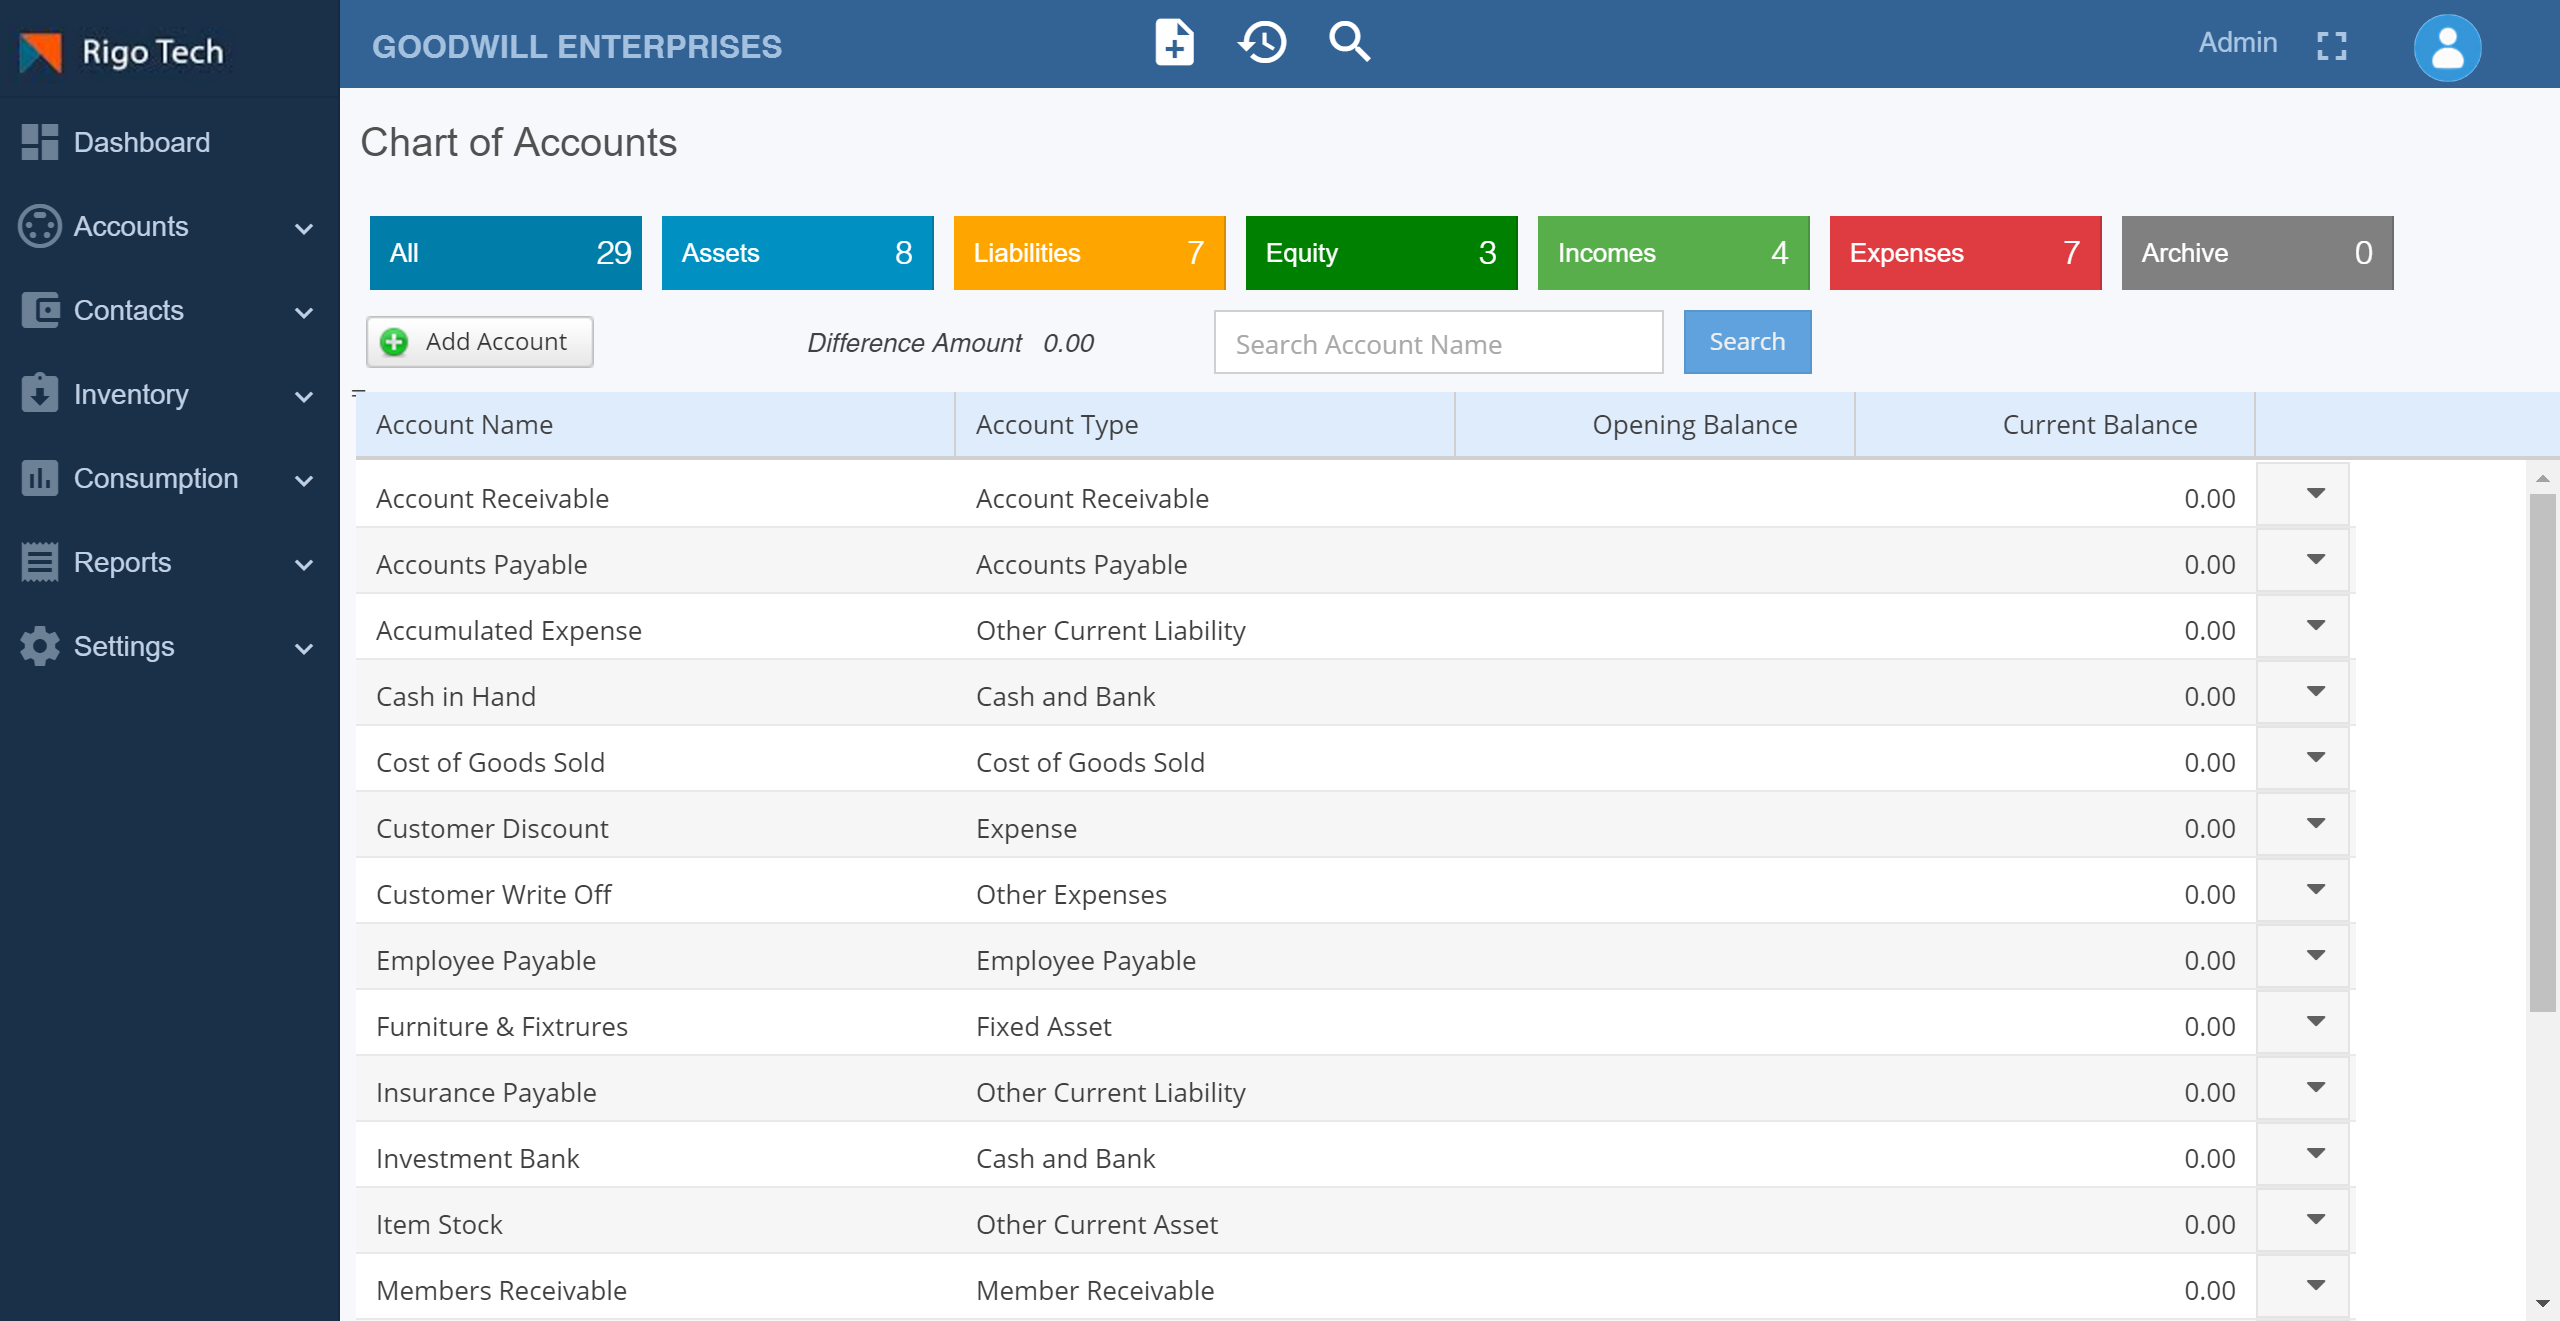 Rigo Tech
GOODWILL ENTERPRISES
Admin
Dashboard
Accounts
Contacts
Inventory
Consumption
Reports
Settings
Chart of Accounts
All 29 Assets 8 Liabilities 7 Equity 3 Incomes 4 Expenses 7 Archive 0
Add Account Difference Amount 0.00 Search Account Name Search
Account Name Account Type Opening Balance Current Balance
Account Receivable Account Receivable 0.00
Accounts Payable Accounts Payable 0.00
Accumulated Expense Other Current Liability 0.00
Cash in Hand Cash and Bank 0.00
Cost of Goods Sold Cost of Goods Sold 0.00
Customer Discount Expense 0.00
Customer Write Off Other Expenses 0.00
Employee Payable Employee Payable 0.00
Furniture & Fixtrures Fixed Asset 0.00
Insurance Payable Other Current Liability 0.00
Investment Bank Cash and Bank 0.00
Item Stock Other Current Asset 0.00
Members Receivable Member Receivable 0.00